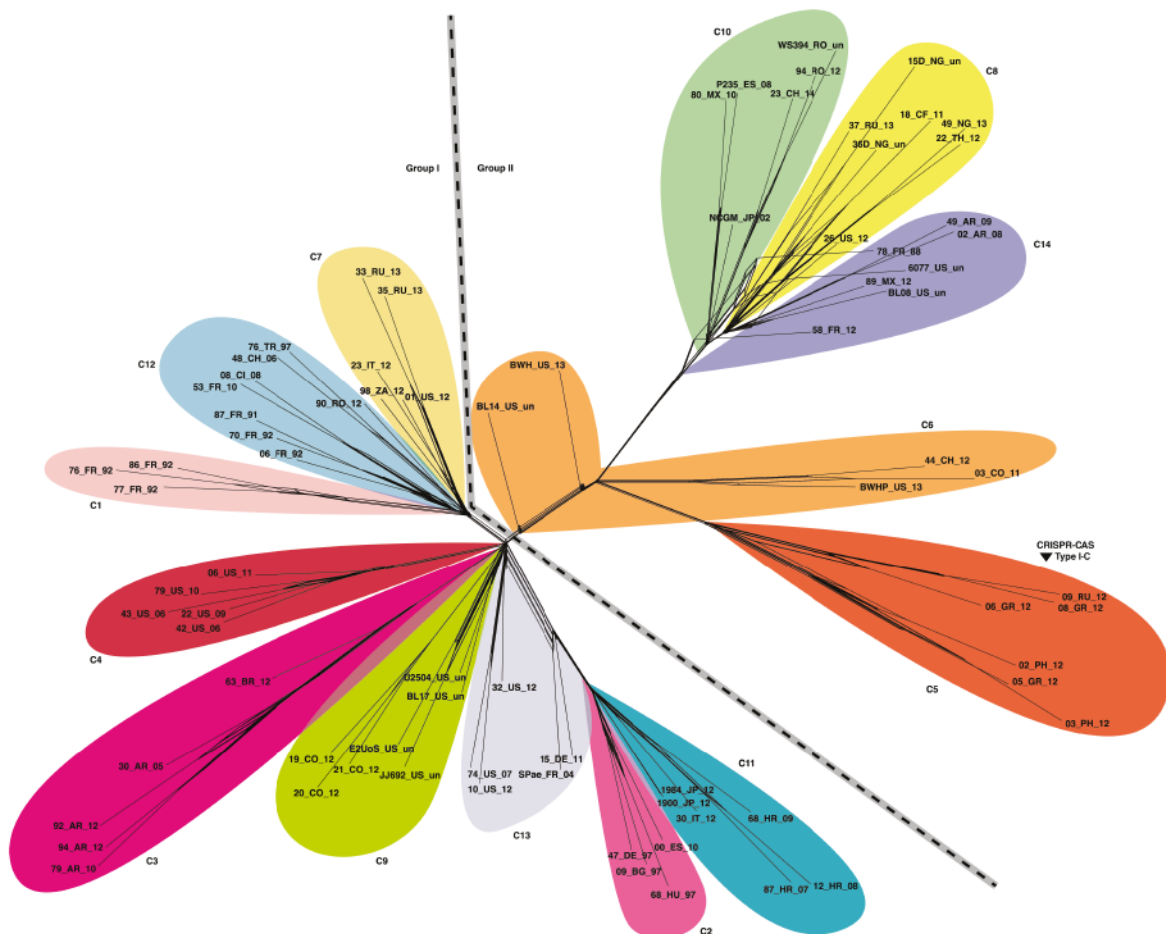 C10
WS394_RO_un
94_RO_12
P235_ES_08
80_MX_10
23_CH_14
NCGM_JP_02
15D_NG_un
C8
37_RU_13
18_CF_11
49_NG_13
22_TH_12
36D_NG_un
26_US_12
49_AR_09
02_AR_08
C14
78_FR_88
6077_US_un
89_MX_12
BL08_US_un
58_FR_12
Group I
Group II
C7
33_RU_13
35_RU_13
23_IT_12
98_ZA_12
01_US_12
C12
76_TR_97
48_CH_06
08_CI_08
53_FR_10
90_RO_12
87_FR_91
70_FR_92
06_FR_92
BWH_US_13
BL14_US_un
C6
44_CH_12
03_CO_11
BWHP_US_13
86_FR_92
76_FR_92
77_FR_92
C1
CRISPR-CAS
▼ Type I-C
09_RU_12
08_GR_12
06_GR_12
02_PH_12
05_GR_12
03_PH_12
C5
06_US_11
79_US_10
43_US_06
22_US_09
42_US_06
C4
63_BR_12
30_AR_05
92_AR_12
94_AR_12
79_AR_10
C3
U2504_US_un
BL17_US_un
E2UoS_US_un
19_CO_12
21_CO_12
JJ692_US_un
20_CO_12
C9
32_US_12
15_DE_11
74_US_07
SPae_FR_04
10_US_12
C13
C11
1984_JP_12
1900_JP_12
30_IT_12
68_HR_09
12_HR_08
87_HR_07
00_ES_10
47_DE_97
09_BG_97
68_HU_97
C2